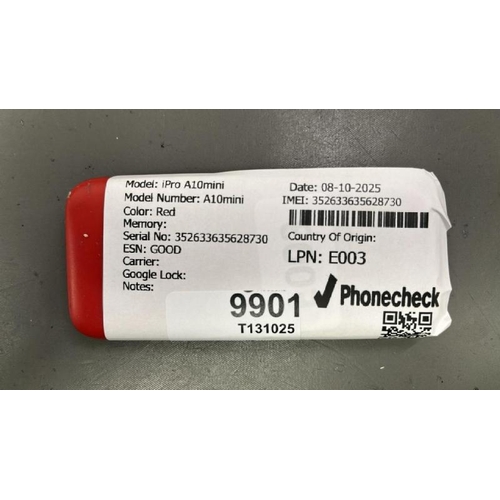 Model: iPro A10mini
Model Number: A10mini
Color: Red
Memory:
Serial No: 352633635628730
ESN: GOOD
Carrier:
Google Lock:
Notes:
Date: 08-10-2025
IMEI: 352633635628730
Country Of Origin:
LPN: E003
Phonecheck
9901
T131025